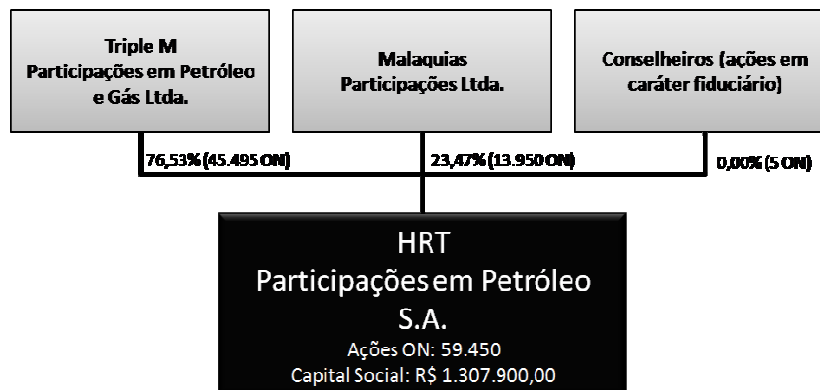 Triple M
Participações em Petróleo
e Gás Ltda.
Malaquias
Participações Ltda.
Conselheiros (ações em
caráter fiduciário)
76,53% (45.495 ON)
23,47% (13.950 ON)
0,00% (5 ON)
HRT
Participações em Petróleo
S.A.
Ações ON: 59.450
Capital Social: R$ 1.307.900,00